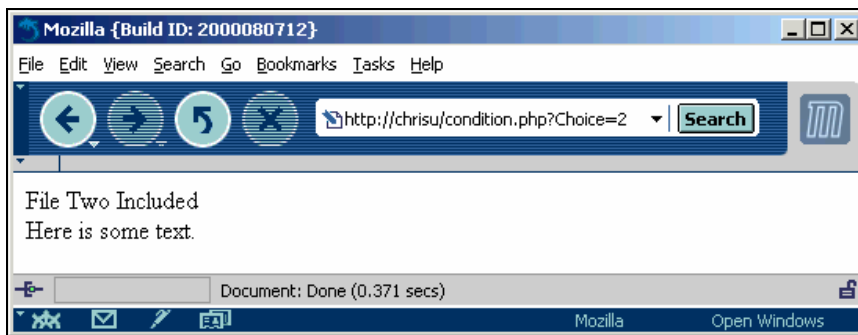 Mozilla {Build ID: 2000080712}
File Edit View Search Go Bookmarks Tasks Help
http://chrisu/condition.php?Choice=2 Search
File Two Included
Here is some text.
Document: Done (0.371 secs)
Mozilla Open Windows